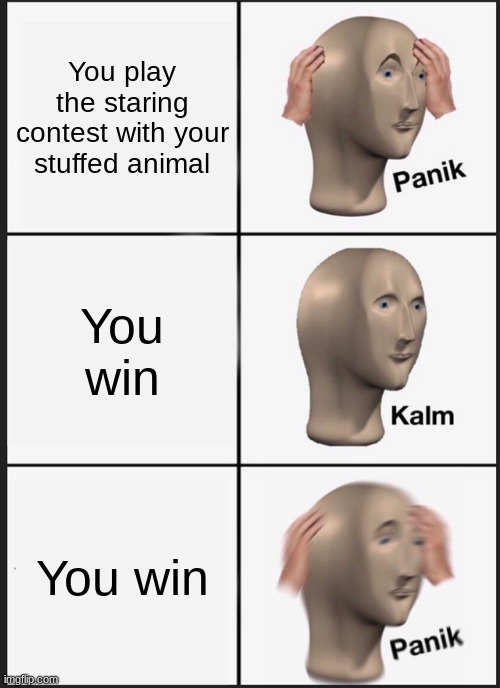 You play
the staring
contest with your
stuffed animal
Panik
You
win
Kalm
You win
Panik
imgflip.com